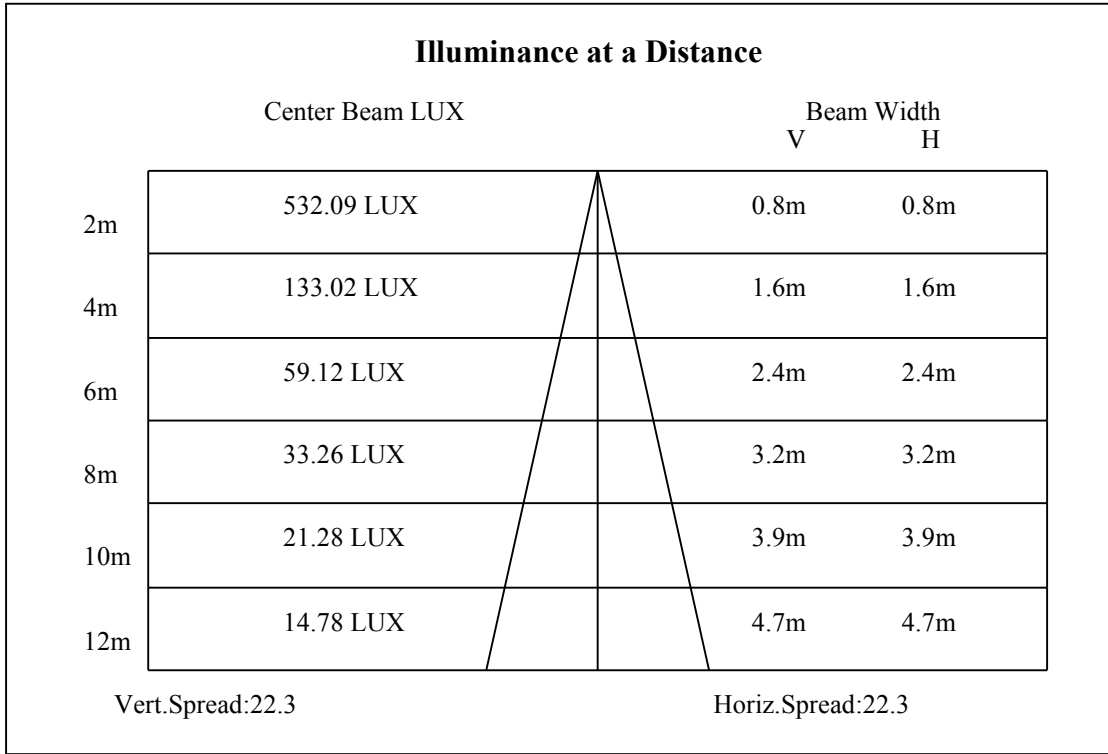 Illuminance at a Distance
Center Beam LUX Beam Width
V H
2m 532.09 LUX 0.8m 0.8m
4m 133.02 LUX 1.6m 1.6m
6m 59.12 LUX 2.4m 2.4m
8m 33.26 LUX 3.2m 3.2m
10m 21.28 LUX 3.9m 3.9m
12m 14.78 LUX 4.7m 4.7m
Vert.Spread:22.3 Horiz.Spread:22.3